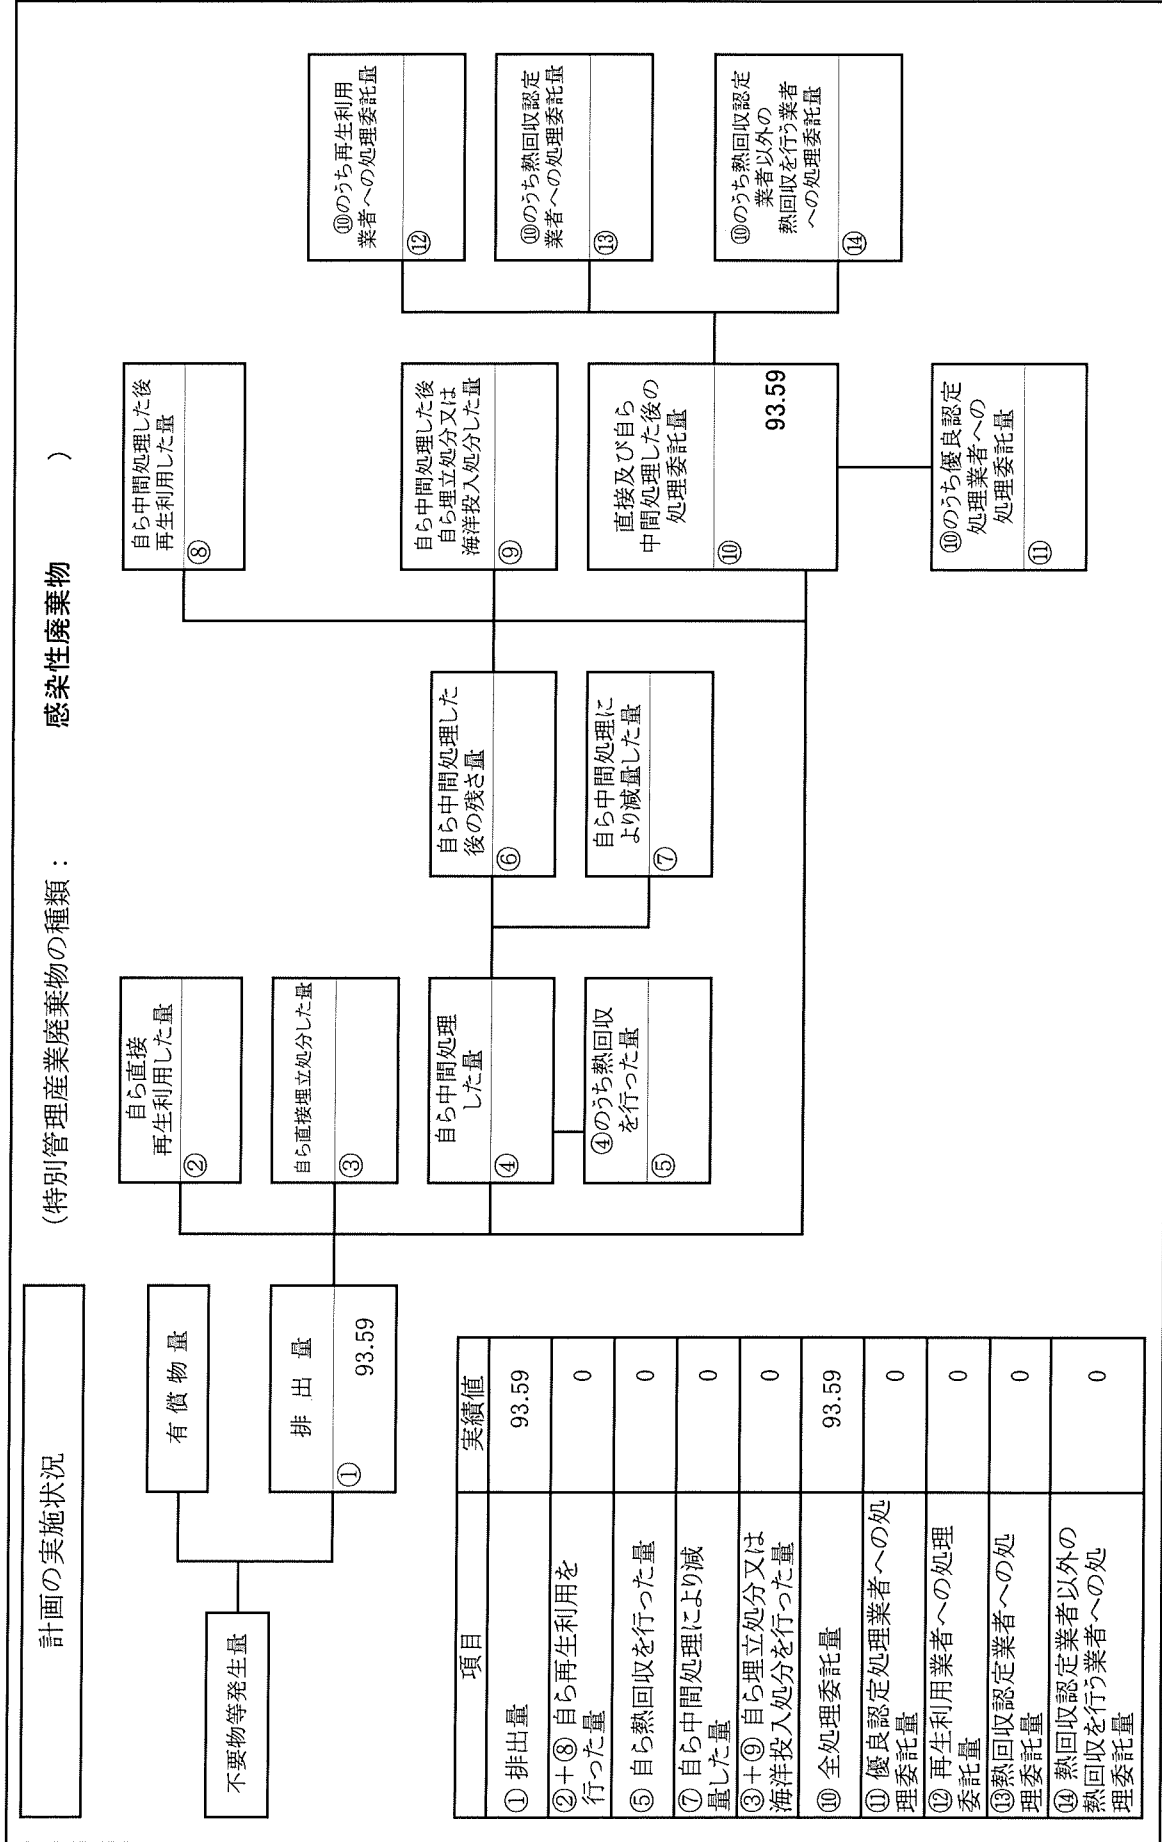 計画の実施状況
(特別管理産業廃棄物の種類： 感染性廃棄物 )
不要物等発生量
有償物量
排出量
①
93.59
自ら直接
再生利用した量
②
自ら直接埋立処分した量
③
自ら中間処理
した量
④
④のうち熱回収
を行った量
⑤
自ら中間処理した
後の残さ量
⑥
自ら中間処理に
より減量した量
⑦
自ら中間処理した後
再生利用した量
⑧
自ら中間処理した後
自ら埋立処分又は
海洋投入処分した量
⑨
直接及び自ら
中間処理した後の
処理委託量
⑩
93.59
⑩のうち優良認定
処理業者への
処理委託量
⑪
⑩のうち再生利用
業者への処理委託量
⑫
⑩のうち熱回収認定
業者への処理委託量
⑬
⑩のうち熱回収認定
業者以外の
熱回収を行う業者
への処理委託量
⑭
項目 実績値
① 排出量 93.59
②＋⑧ 自ら再生利用を
行った量 0
⑤ 自ら熱回収を行った量 0
⑦ 自ら中間処理により減
量した量 0
③＋⑨ 自ら埋立処分又は
海洋投入処分を行った量 0
⑩ 全処理委託量 93.59
⑪ 優良認定処理業者への処
理委託量 0
⑫ 再生利用業者への処理
委託量 0
⑬熱回収認定業者への処
理委託量 0
⑭ 熱回収認定業者以外の
熱回収を行う業者への処
理委託量 0